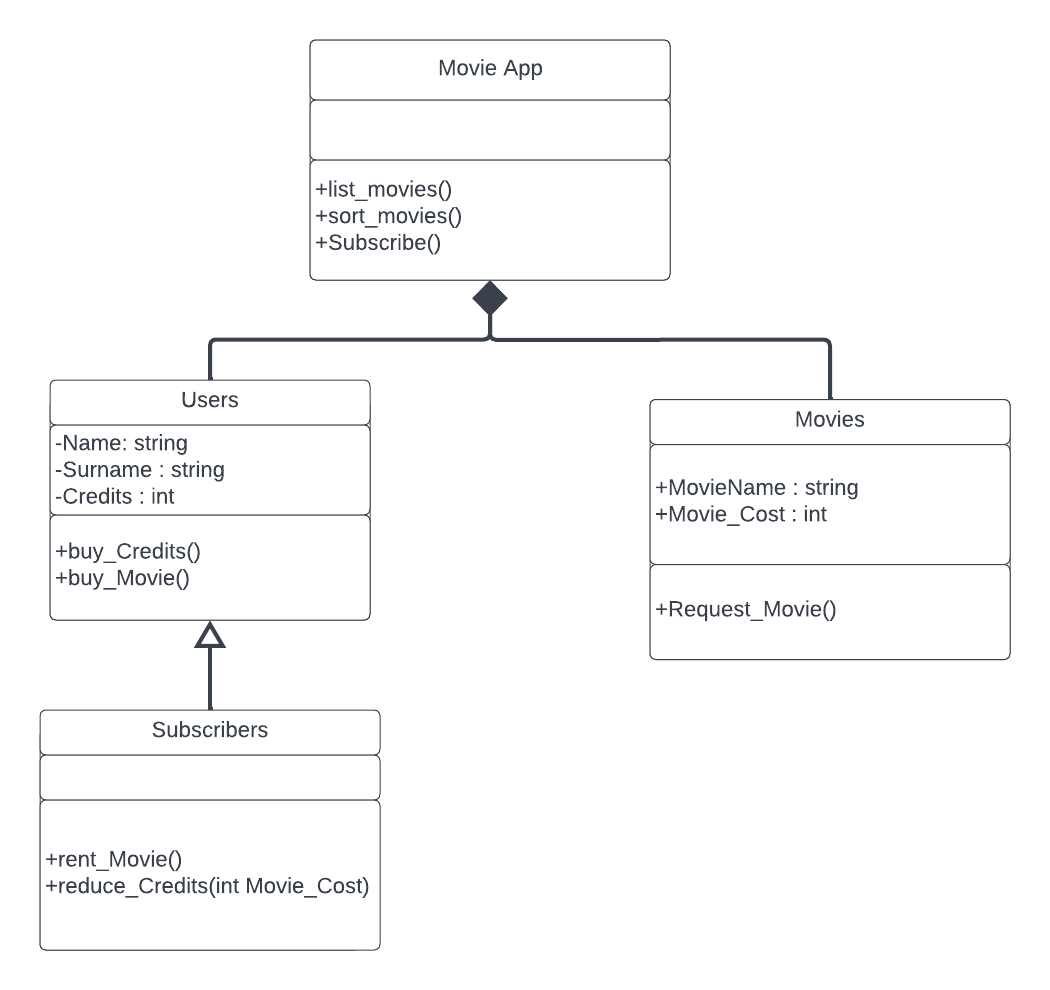 Movie App
+list_movies()
+sort_movies()
+Subscribe()
Users
-Name: string
-Surname : string
-Credits : int
+buy_Credits()
+buy_Movie()
Movies
+MovieName : string
+Movie_Cost : int
+Request_Movie()
Subscribers
+rent_Movie()
+reduce_Credits(int Movie_Cost)